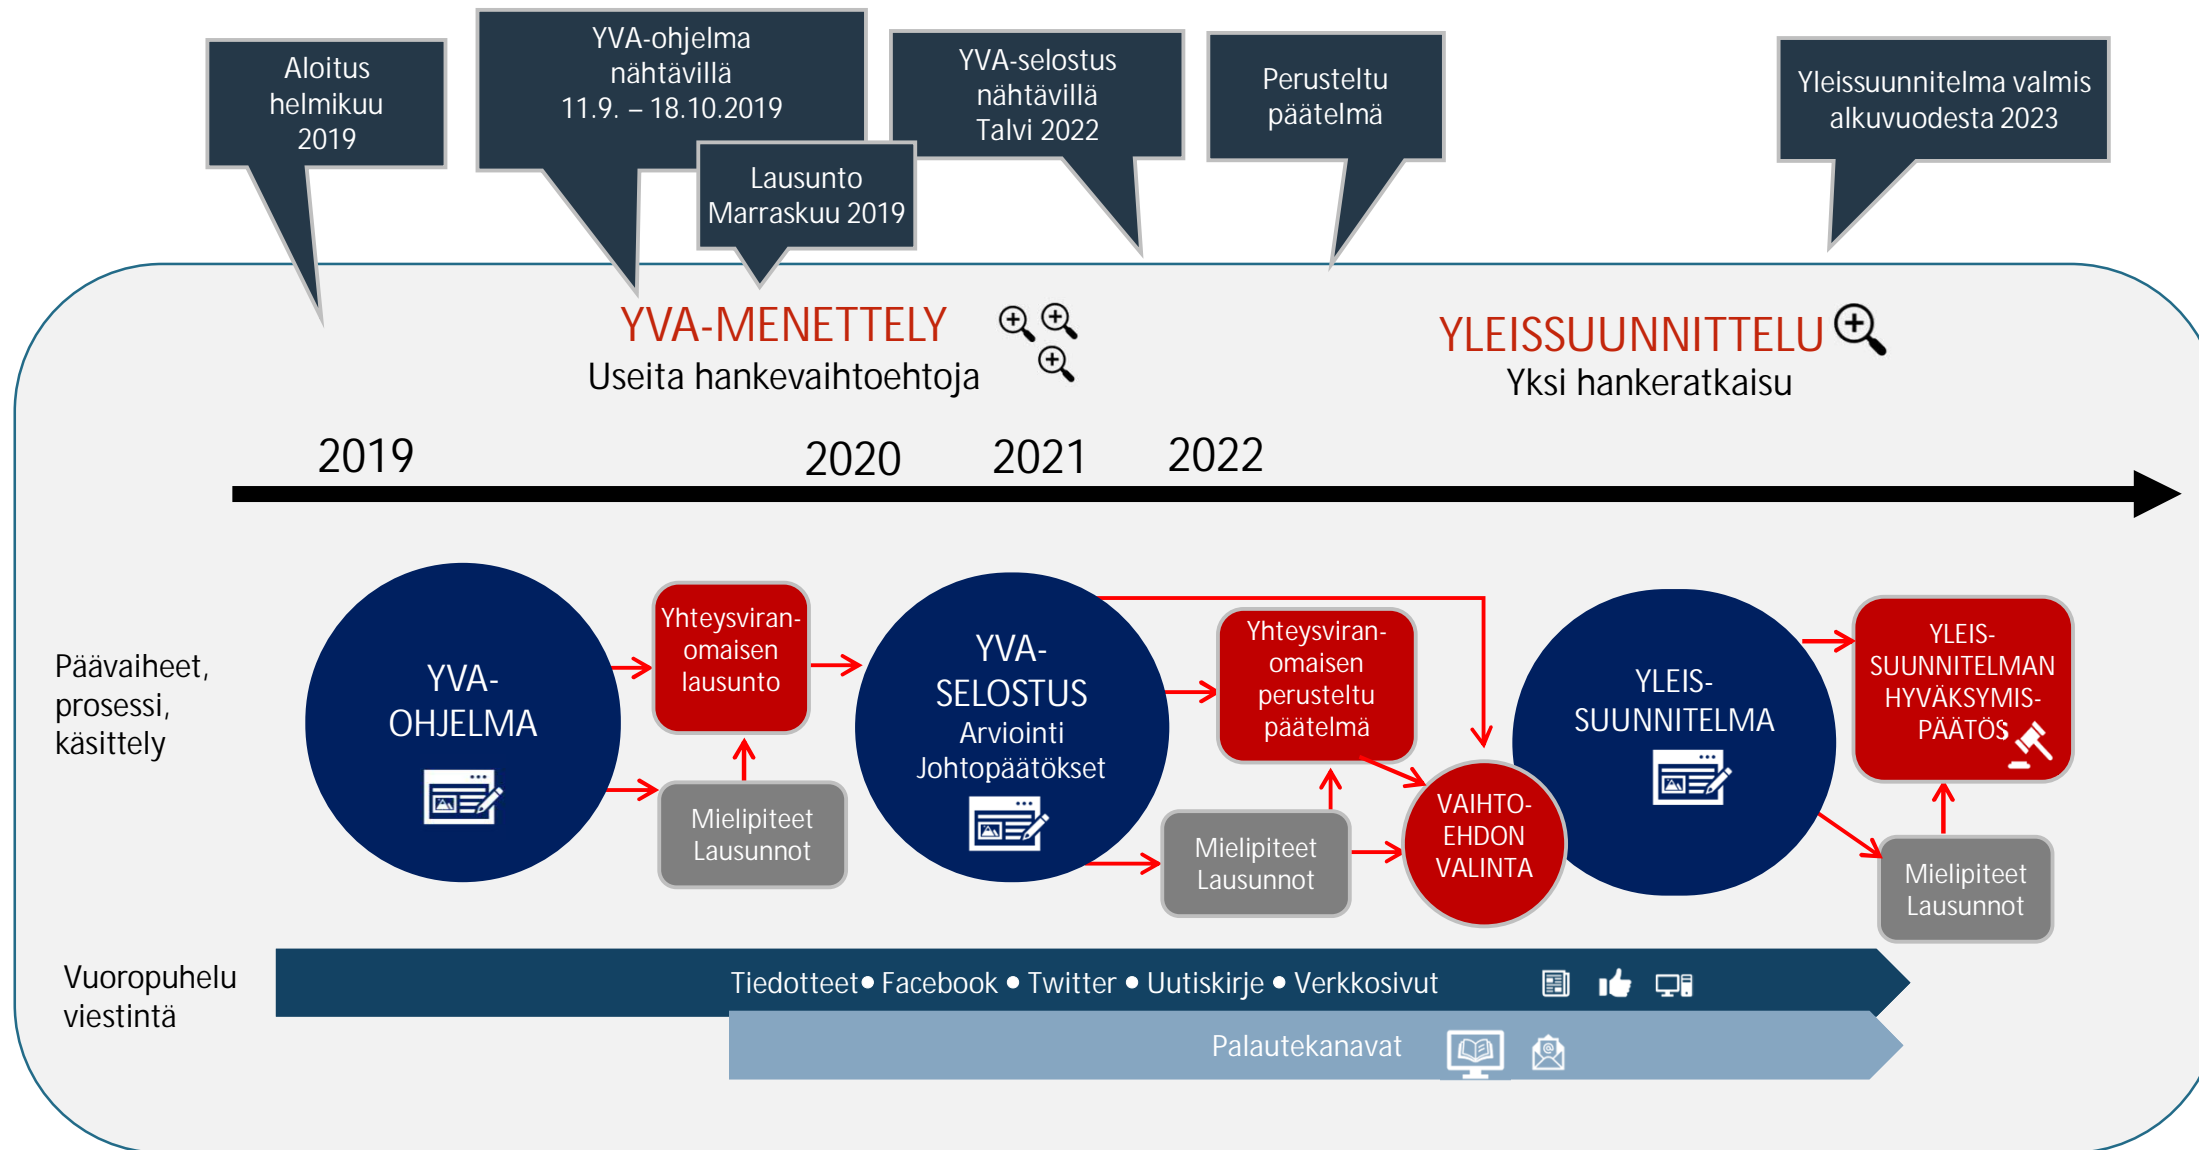 Aloitus
helmikuu
2019
YVA-ohjelma
nähtävillä
11.9. – 18.10.2019
Lausunto
Marraskuu 2019
YVA-selostus
nähtävillä
Talvi 2022
Perusteltu
päätelmä
Yleissuunnitelma valmis
alkuvuodesta 2023
YVA-MENETTELY
Useita hankevaihtoehtoja
YLEISSUUNNITTELU
Yksi hankeratkaisu
2019
2020
2021
2022
Päävaiheet,
prosessi,
käsittely
YVA-
OHJELMA
Yhteysviran-
omaisen
lausunto
Mielipiteet
Lausunnot
YVA-
SELOSTUS
Arviointi
Johtopäätökset
Yhteysviran-
omaisen
perusteltu
päätelmä
Mielipiteet
Lausunnot
VAIHTO-
EHDON
VALINTA
YLEIS-
SUUNNITELMA
YLEIS-
SUUNNITELMAN
HYVÄKSYMIS-
PÄÄTÖS
Mielipiteet
Lausunnot
Vuoropuhelu
viestintä
Tiedotteet• Facebook • Twitter • Uutiskirje • Verkkosivut
Palautekanavat